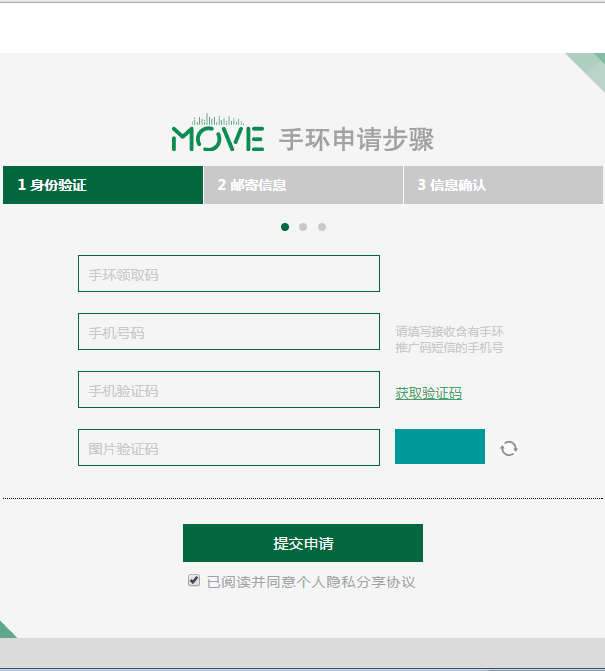 MOVE 手环申请步骤
1 身份验证 2 邮寄信息 3 信息确认
手环领取码
手机号码
请填写接收含有手环
推广码短信的手机号
手机验证码 获取验证码
图片验证码
提交申请
已阅读并同意个人隐私分享协议